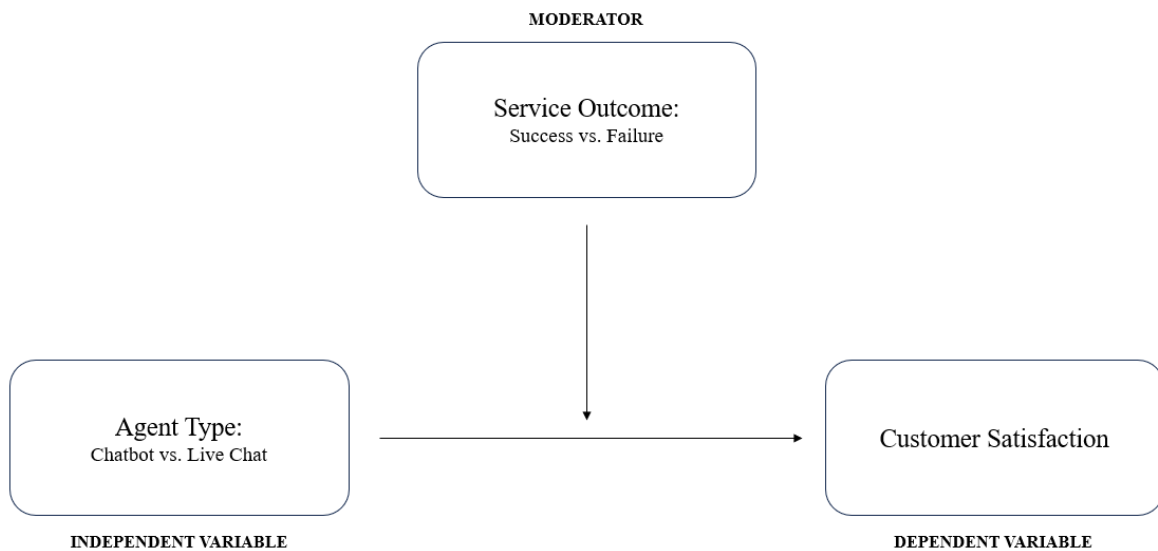 MODERATOR
Service Outcome:
Success vs. Failure
Agent Type:
Chatbot vs. Live Chat
Customer Satisfaction
INDEPENDENT VARIABLE
DEPENDENT VARIABLE